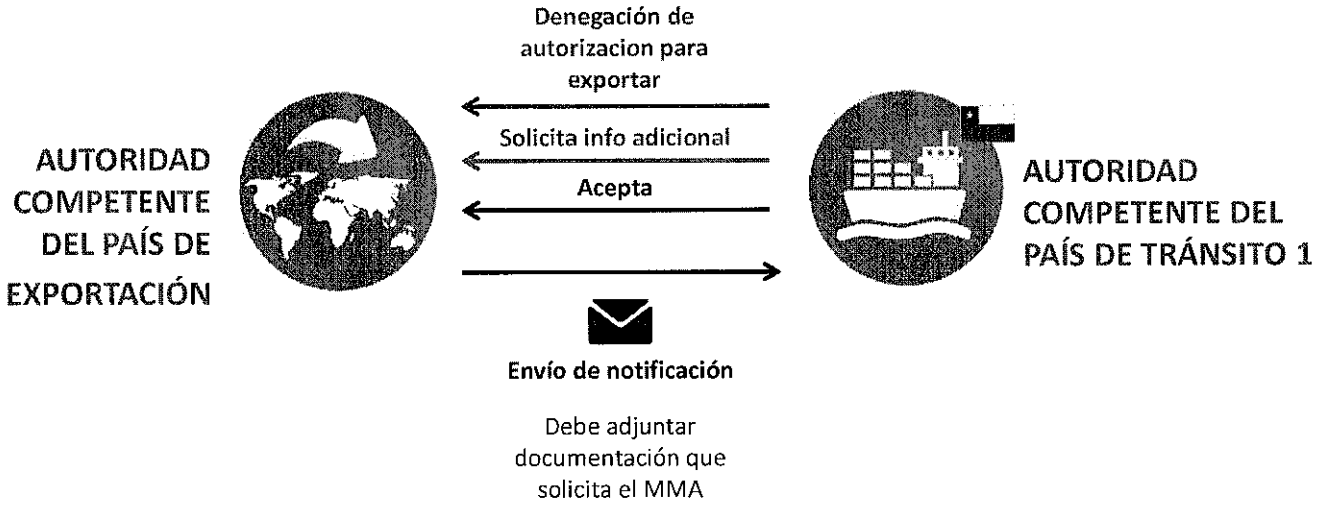 Denegación de
autorizacion para
exportar
Solicita info adicional
Acepta
AUTORIDAD
COMPETENTE
DEL PAÍS DE
EXPORTACIÓN
AUTORIDAD
COMPETENTE DEL
PAÍS DE TRÁNSITO 1
Envío de notificación
Debe adjuntar
documentación que
solicita el MMA